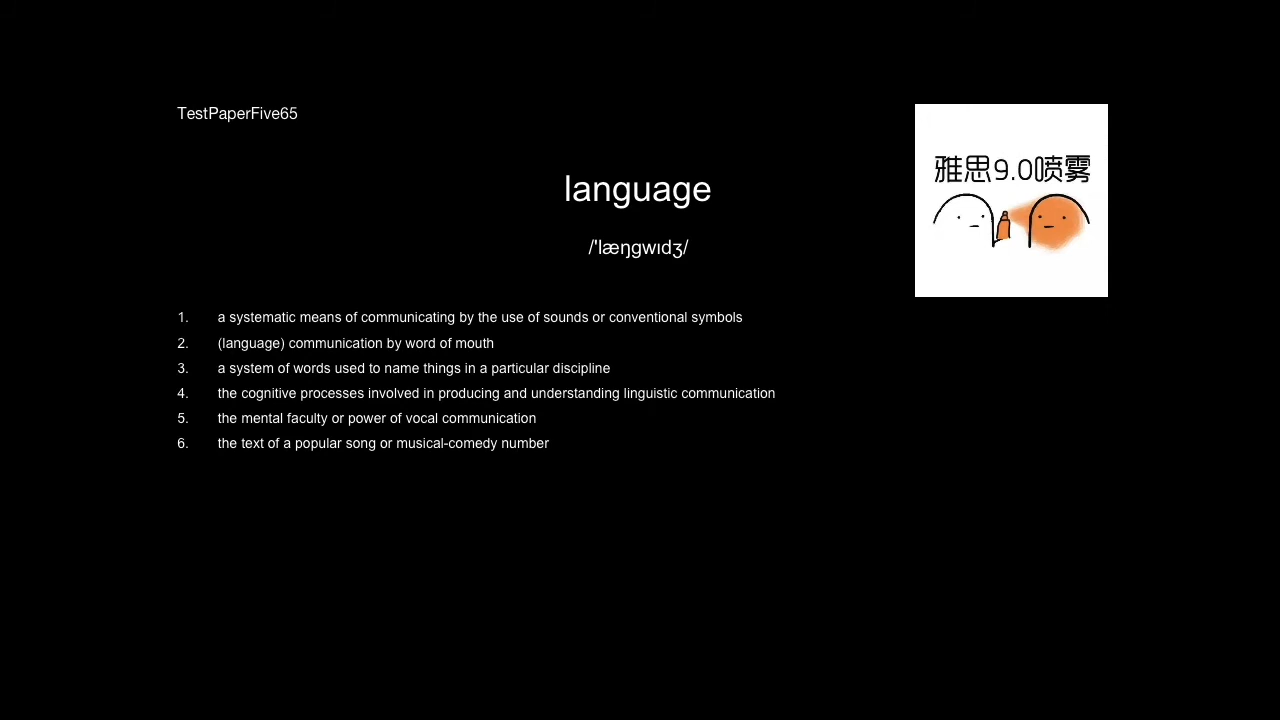 TestPaperFive65
雅思9.0喷雾
language
/'læŋgwɪdʒ/
1. a systematic means of communicating by the use of sounds or conventional symbols
2. (language) communication by word of mouth
3. a system of words used to name things in a particular discipline
4. the cognitive processes involved in producing and understanding linguistic communication
5. the mental faculty or power of vocal communication
6. the text of a popular song or musical-comedy number